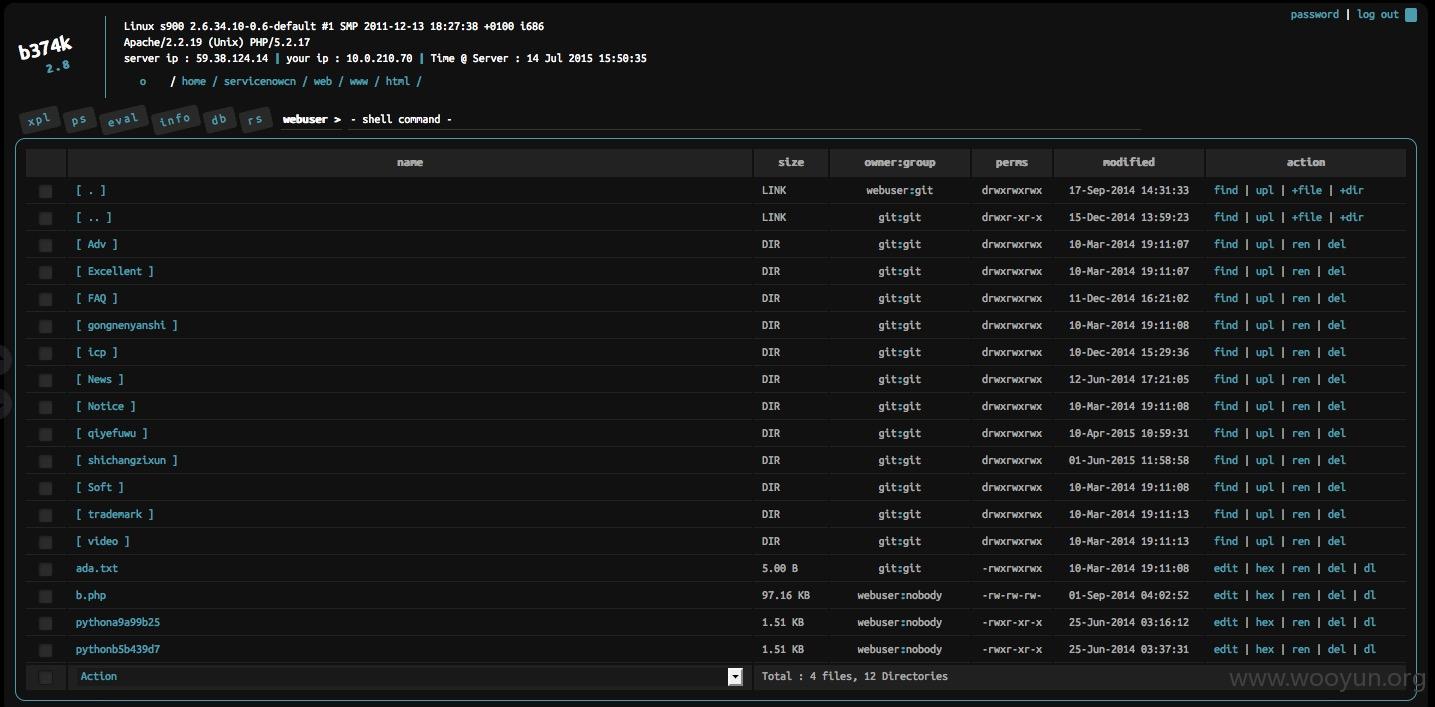 password | log out
b374k
2.8
Linux s900 2.6.34.10-0.6-default #1 SMP 2011-12-13 18:27:38 +0100 i686
Apache/2.2.19 (Unix) PHP/5.2.17
server ip : 59.38.124.14 | your ip : 10.0.210.70 | Time @ Server : 14 Jul 2015 15:50:35
o / home / servicenowcn / web / www / html /
xpl ps eval info db rs webuser > - shell command -
name size owner:group perms modified action
[ . ] LINK webuser:git drwxrwxrwx 17-Sep-2014 14:31:33 find | upl | +file | +dir
[ .. ] LINK git:git drwxr-xr-x 15-Dec-2014 13:59:23 find | upl | +file | +dir
[ Adv ] DIR git:git drwxrwxrwx 10-Mar-2014 19:11:07 find | upl | ren | del
[ Excellent ] DIR git:git drwxrwxrwx 10-Mar-2014 19:11:07 find | upl | ren | del
[ FAQ ] DIR git:git drwxrwxrwx 11-Dec-2014 16:21:02 find | upl | ren | del
[ gongnenyanshi ] DIR git:git drwxrwxrwx 10-Mar-2014 19:11:08 find | upl | ren | del
[ icp ] DIR git:git drwxrwxrwx 10-Dec-2014 15:29:36 find | upl | ren | del
[ News ] DIR git:git drwxrwxrwx 12-Jun-2014 17:21:05 find | upl | ren | del
[ Notice ] DIR git:git drwxrwxrwx 10-Mar-2014 19:11:08 find | upl | ren | del
[ qiyefuwu ] DIR git:git drwxrwxrwx 10-Apr-2015 10:59:31 find | upl | ren | del
[ shichangzixun ] DIR git:git drwxrwxrwx 01-Jun-2015 11:58:58 find | upl | ren | del
[ Soft ] DIR git:git drwxrwxrwx 10-Mar-2014 19:11:08 find | upl | ren | del
[ trademark ] DIR git:git drwxrwxrwx 10-Mar-2014 19:11:13 find | upl | ren | del
[ video ] DIR git:git drwxrwxrwx 10-Mar-2014 19:11:13 find | upl | ren | del
ada.txt 5.00 B git:git -rwxrwxrwx 10-Mar-2014 19:11:08 edit | hex | ren | del | dl
b.php 97.16 KB webuser:nobody -rw-rw-rw- 01-Sep-2014 04:02:52 edit | hex | ren | del | dl
pythona9a99b25 1.51 KB webuser:nobody -rwxr-xr-x 25-Jun-2014 03:16:12 edit | hex | ren | del | dl
pythonb5b439d7 1.51 KB webuser:nobody -rwxr-xr-x 25-Jun-2014 03:37:31 edit | hex | ren | del | dl
Action Total : 4 files, 12 Directories
www.wooyun.org